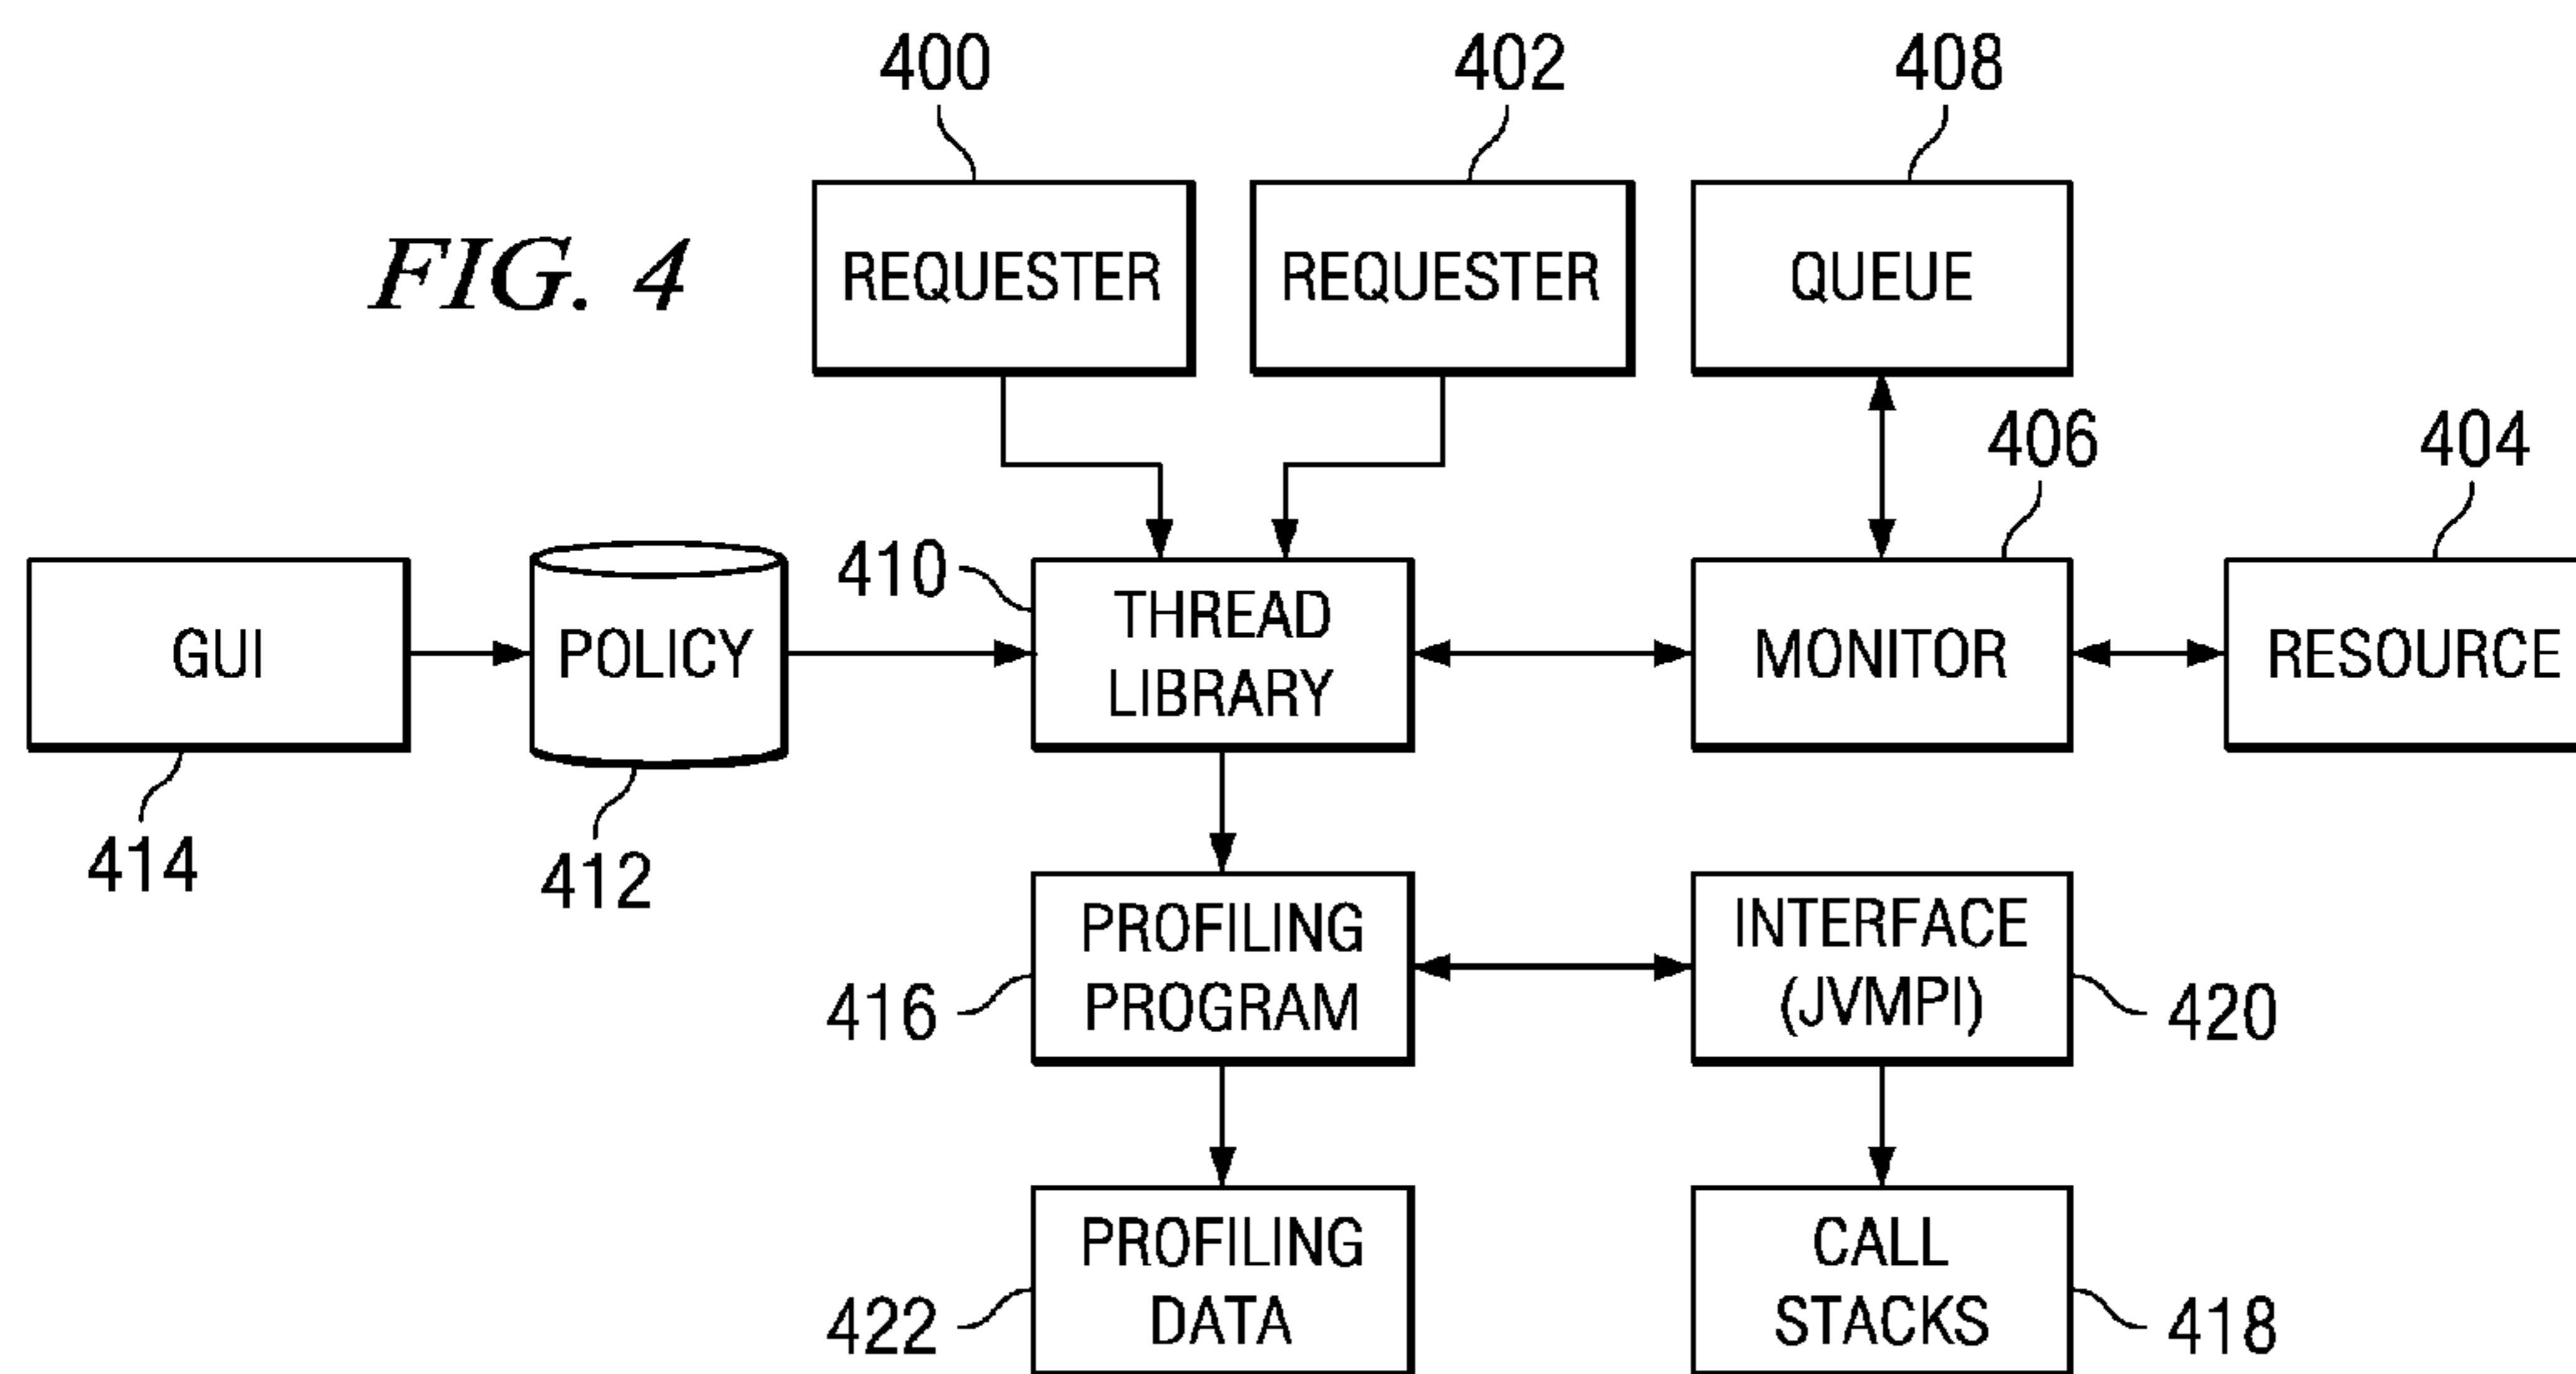 400
402
408
FIG. 4
REQUESTER
REQUESTER
QUEUE
406
404
410
GUI
POLICY
THREAD
LIBRARY
MONITOR
RESOURCE
414
412
PROFILING
PROGRAM
INTERFACE
(JVMPI)
416
420
PROFILING
DATA
CALL
STACKS
422
418